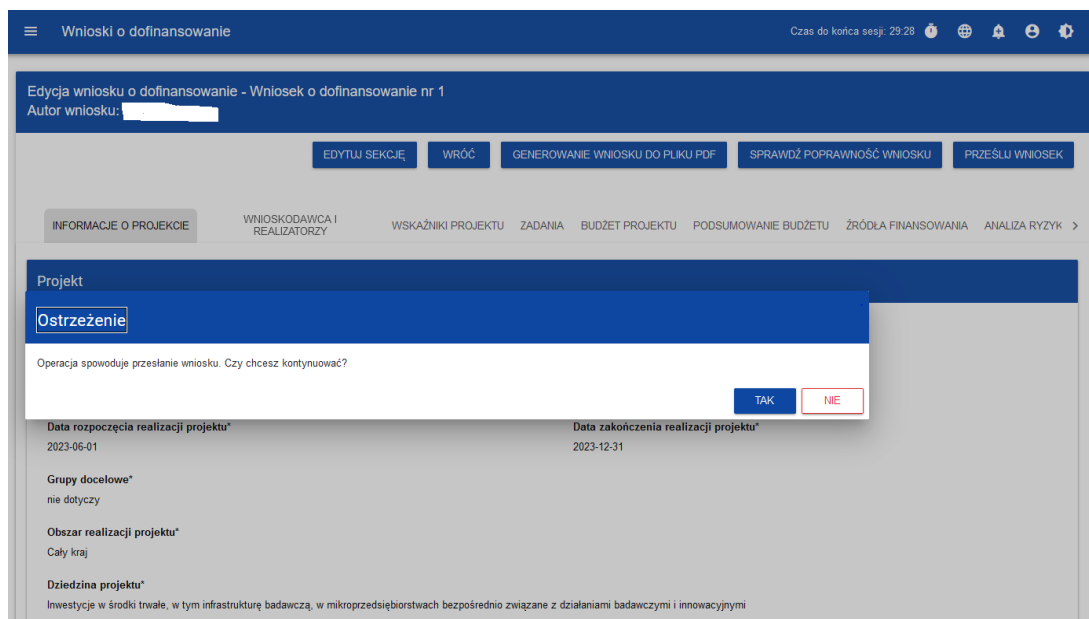 Wnioski o dofinansowanie
Czas do końca sesji: 29:28
Edycja wniosku o dofinansowanie - Wniosek o dofinansowanie nr 1
Autor wniosku:
EDYTUJ SEKCJĘ WRÓĆ GENEROWANIE WNIOSKU DO PLIKU PDF SPRAWDŹ POPRAWNOŚĆ WNIOSKU PRZEŚLIJ WNIOSEK
INFORMACJE O PROJEKCIE WNIOSKODAWCA I REALIZATORZY WSKAŹNIKI PROJEKTU ZADANIA BUDŻET PROJEKTU PODSUMOWANIE BUDŻETU ŹRÓDŁA FINANSOWANIA ANALIZA RYZYK
Projekt
Ostrzeżenie
Operacja spowoduje przesłanie wniosku. Czy chcesz kontynuować?
TAK NIE
Data rozpoczęcia realizacji projektu* Data zakończenia realizacji projektu*
2023-06-01 2023-12-31
Grupy docelowe*
nie dotyczy
Obszar realizacji projektu*
Cały kraj
Dziedzina projektu*
Inwestycje w środki trwałe, w tym infrastrukturę badawczą, w mikroprzedsiębiorstwach bezpośrednio związane z działaniami badawczymi i innowacyjnymi